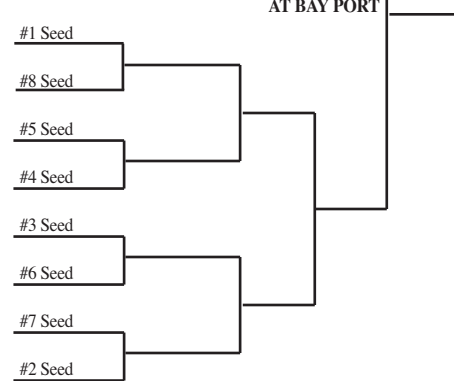 AT BAY PORT
#1 Seed
#8 Seed
#5 Seed
#4 Seed
#3 Seed
#6 Seed
#7 Seed
#2 Seed